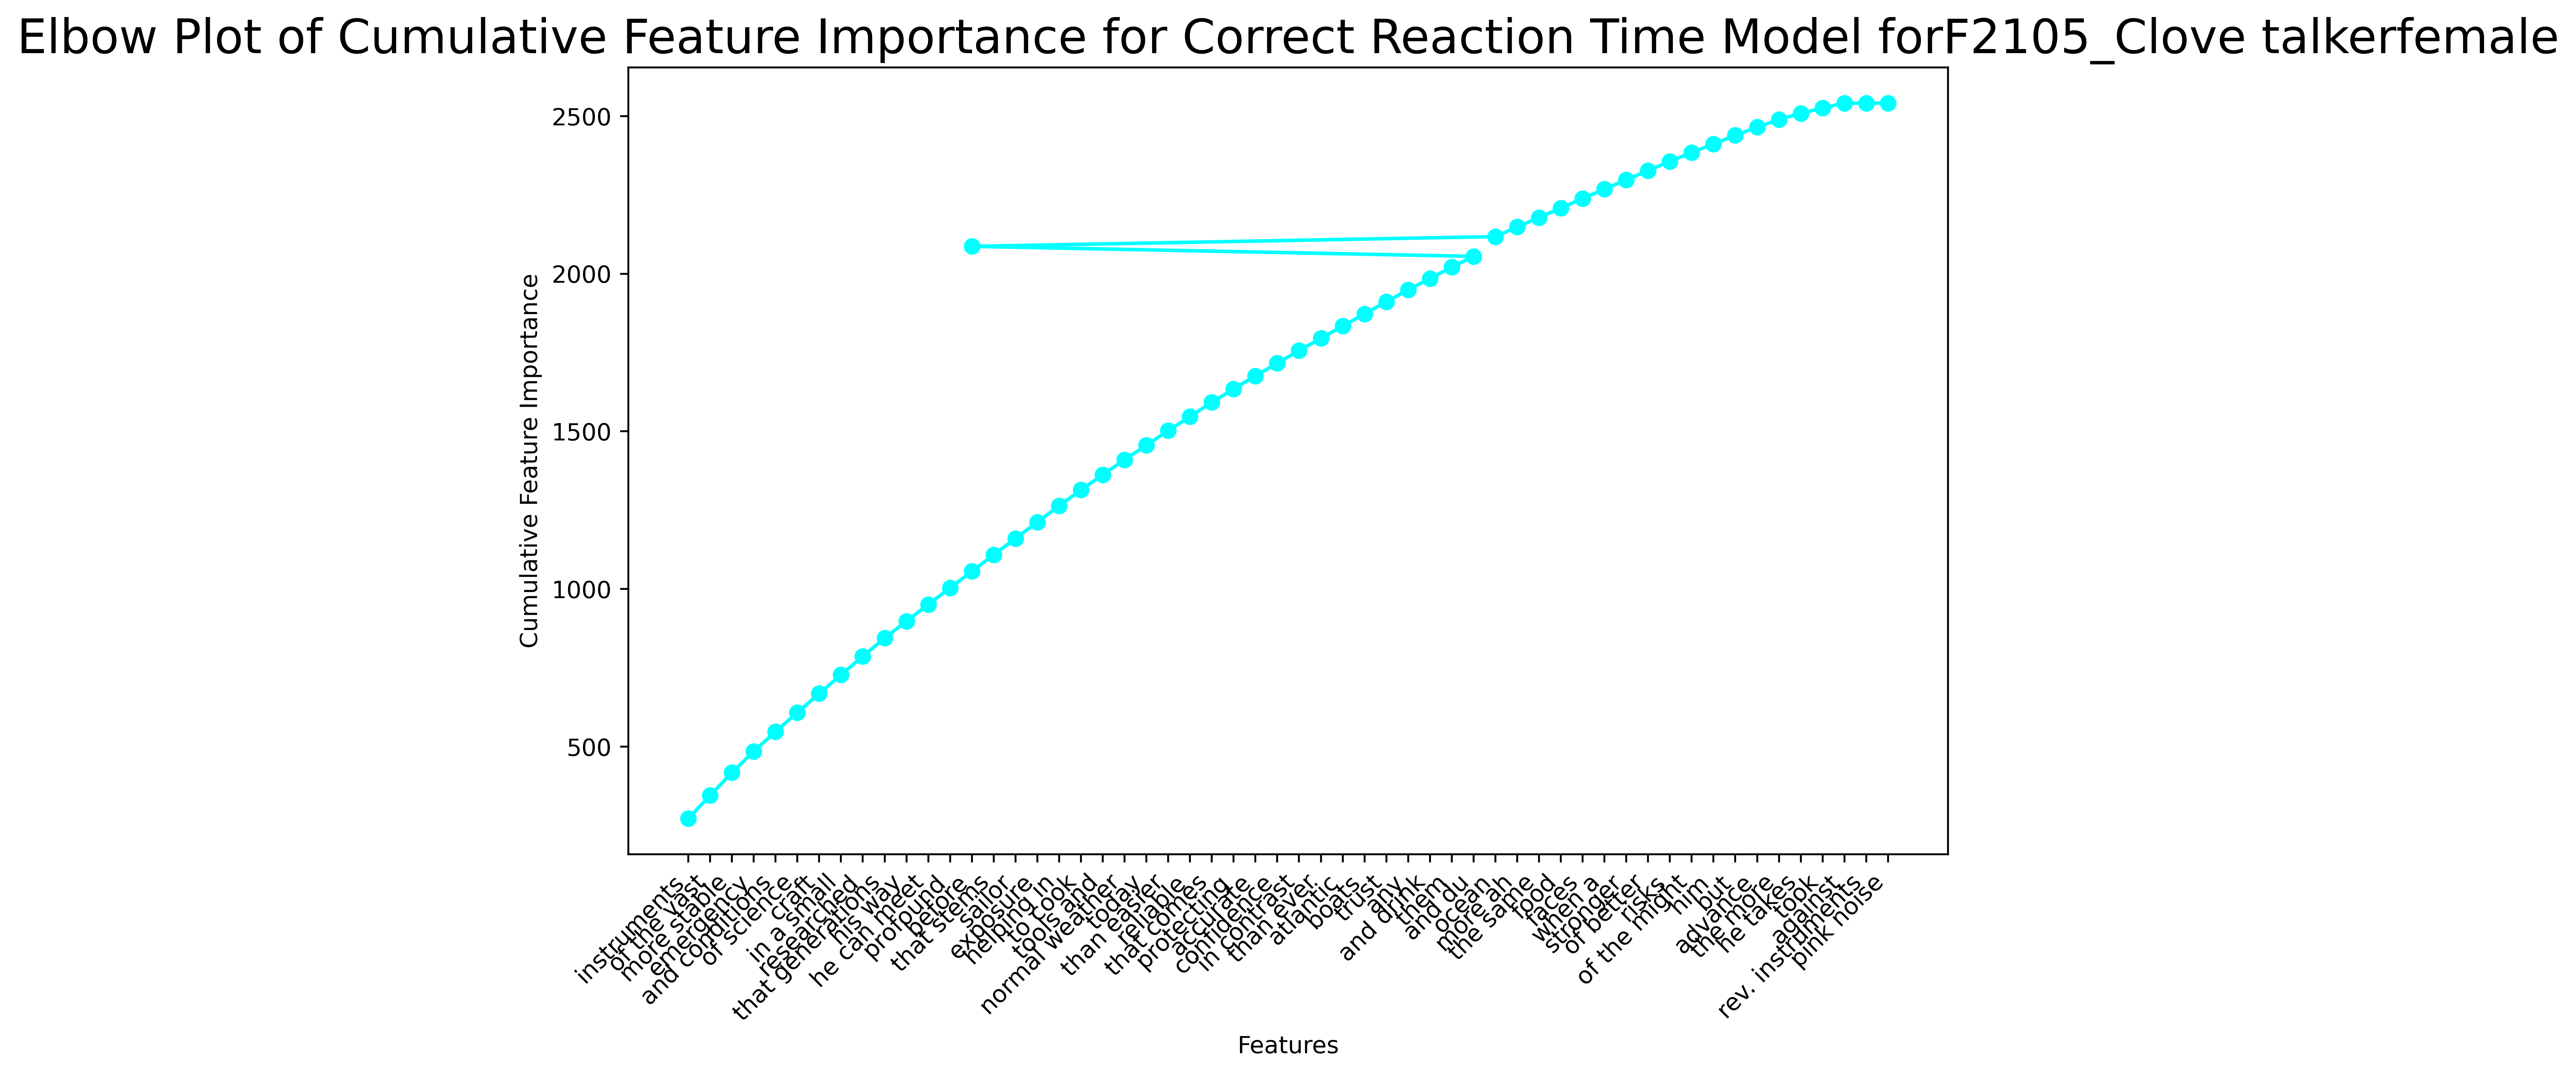 Elbow Plot of Cumulative Feature Importance for Correct Reaction Time Model forF2105_Clove talkerfemale
Cumulative Feature Importance
2500
2000
1500
1000
500
instruments
of the vast
more stable
emergency
and conditions
of science
craft
in a small
researched
that generations
his way
he can meet
profound
before
that stems
sailor
exposure
helping in
to cook
tools and
normal weather
today
than easier
reliable
that comes
protecting
accurate
confidence
in contrast
than ever
atlantic
boats
trust
any
and drink
them
and du
ocean
more ah
the same
food
faces
when a
stronger
of better
risks
of the might
him
but
advance
the more
he takes
took
against
rev. instruments
pink noise
Features